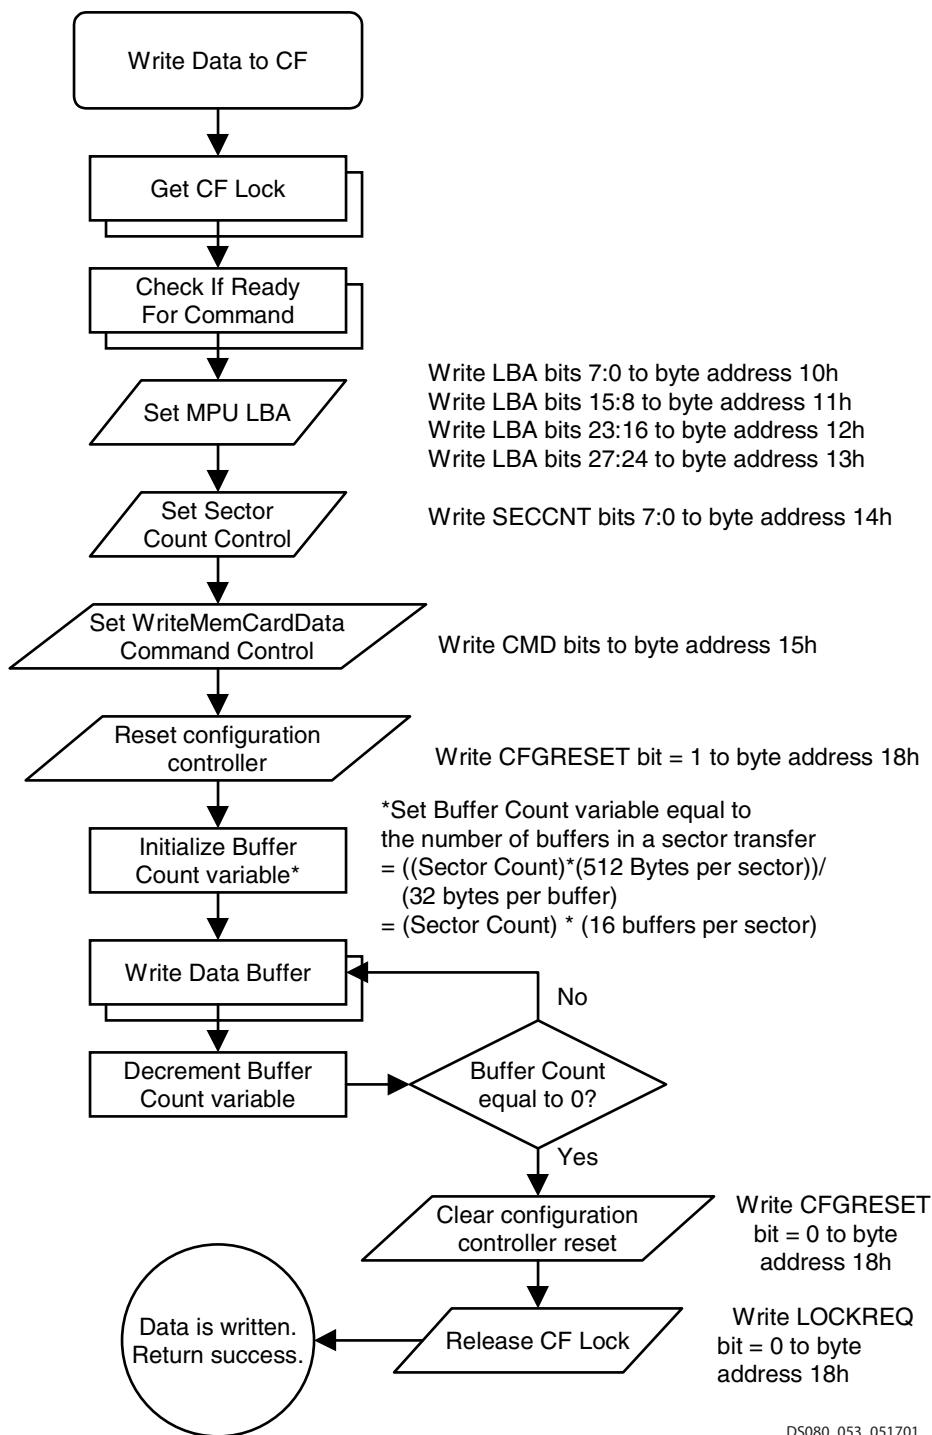 Write Data to CF
Get CF Lock
Check If Ready
For Command
Set MPU LBA
Write LBA bits 7:0 to byte address 10h
Write LBA bits 15:8 to byte address 11h
Write LBA bits 23:16 to byte address 12h
Write LBA bits 27:24 to byte address 13h
Set Sector
Count Control
Write SECCNT bits 7:0 to byte address 14h
Set WriteMemCardData
Command Control
Write CMD bits to byte address 15h
Reset configuration
controller
Write CFGRESET bit = 1 to byte address 18h
Initialize Buffer
Count variable*
*Set Buffer Count variable equal to
the number of buffers in a sector transfer
= ((Sector Count)*(512 Bytes per sector))/
(32 bytes per buffer)
= (Sector Count) * (16 buffers per sector)
Write Data Buffer
No
Decrement Buffer
Count variable
Buffer Count
equal to 0?
Yes
Clear configuration
controller reset
Write CFGRESET
bit = 0 to byte
address 18h
Release CF Lock
Write LOCKREQ
bit = 0 to byte
address 18h
Data is written.
Return success.
DS080_053_051701